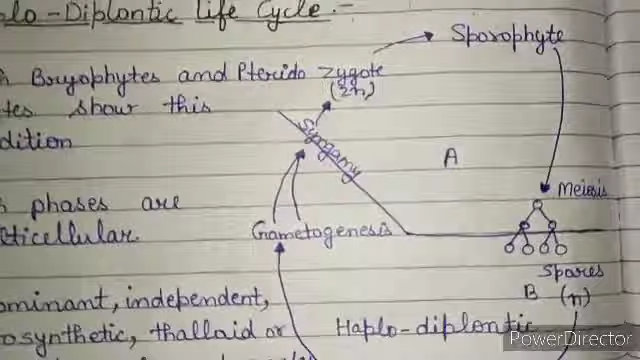 lo-Diplontic Life Cycle.-
Sporophyte
Bryophytes and Pterido
Zygote
(2n)
tes show this
Syngamy
dition
A
Meiosis
phases are
ticellular.
Gametogenesis
Spores
B (n)
ominant, independent,
osynthetic, thallaid or
Haplo-diplontic
PowerDirector